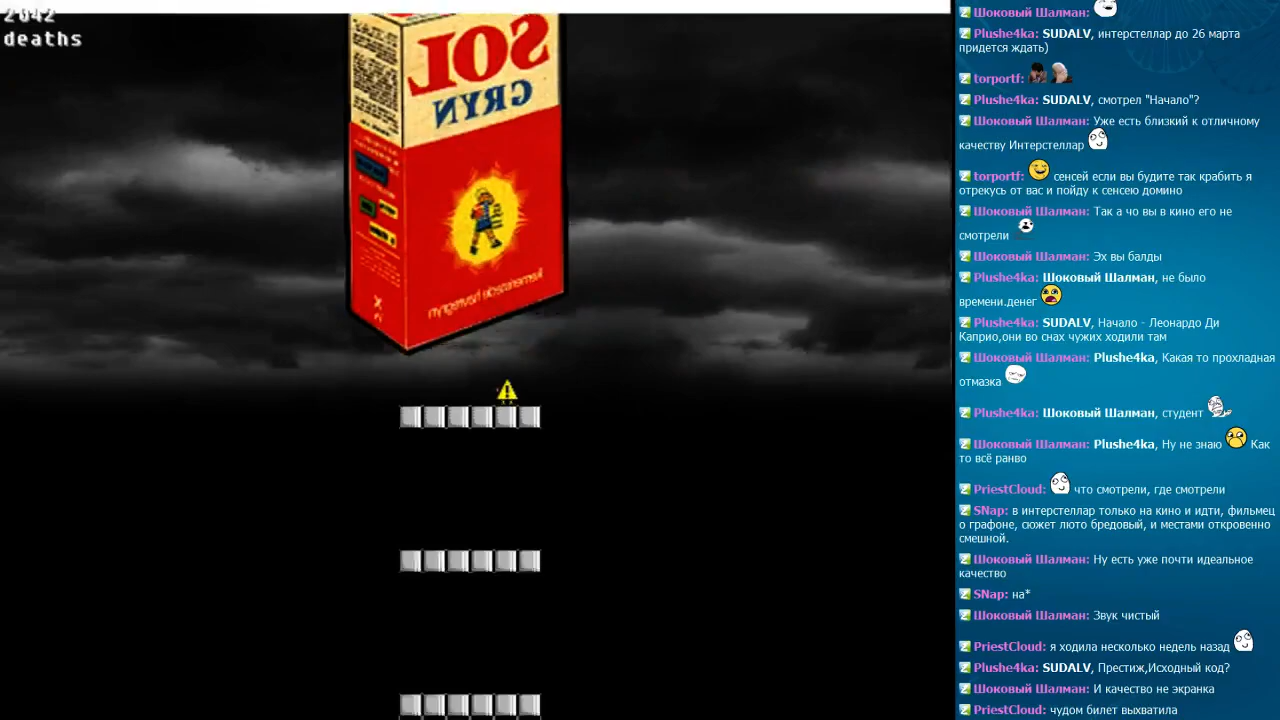 2042
deaths
SOL
GRYN
Шоковый Шалман:
Plushe4ka: SUDALV, интерстеллар до 26 марта
придется ждать)
torportf:
Plushe4ka: SUDALV, смотрел "Начало"?
Шоковый Шалман: Уже есть близкий к отличному
качеству Интерстеллар
torportf: сенсей если вы будите так крабить я
отрекусь от вас и пойду к сенсею домино
Шоковый Шалман: Так а чо вы в кино его не
смотрели
Шоковый Шалман: Эх вы балды
Plushe4ka: Шоковый Шалман, не было
времени.денег
Plushe4ka: SUDALV, Начало - Леонардо Ди
Каприо,они во снах чужих ходили там
Шоковый Шалман: Plushe4ka, Какая то прохладная
отмазка
Plushe4ka: Шоковый Шалман, студент
Шоковый Шалман: Plushe4ka, Ну не знаю Как
то всё ранво
PriestCloud: что смотрели, где смотрели
SNap: в интерстеллар только на кино и идти, фильмец
о графоне, сюжет люто бредовый, и местами откровенно
смешной.
Шоковый Шалман: Ну есть уже почти идеальное
качество
SNap: на*
Шоковый Шалман: Звук чистый
PriestCloud: я ходила несколько недель назад
Plushe4ka: SUDALV, Престиж,Исходный код?
Шоковый Шалман: И качество не экранка
PriestCloud: чудом билет выхватила